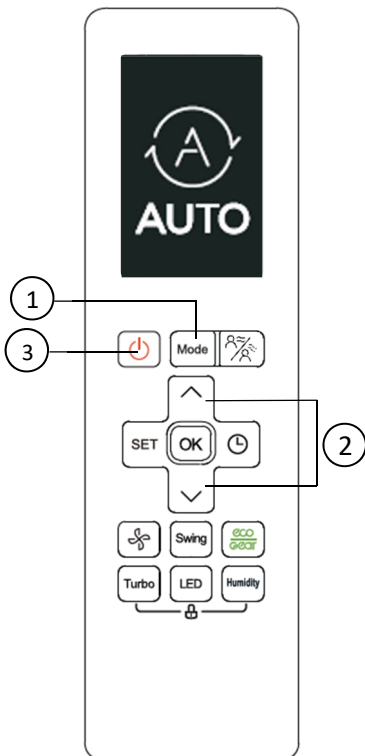 A
AUTO
1
3
Mode
SET
OK
2
Swing
eco
Gear
Turbo
LED
Humidity